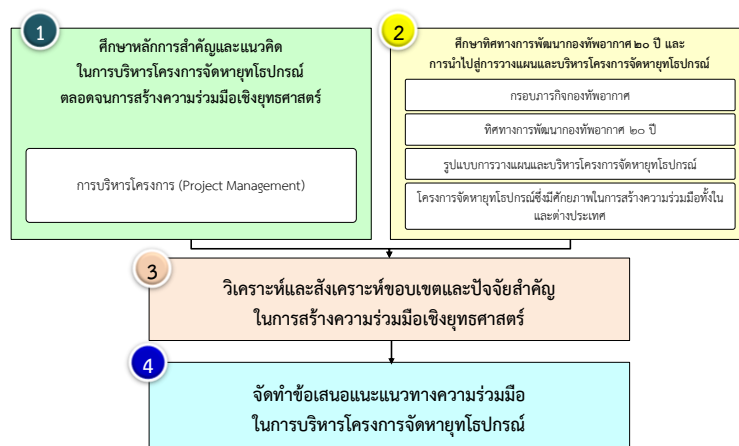 1
ศึกษาหลักการสำคัญและแนวคิด
ในการบริหารโครงการจัดหายุทโธปกรณ์
ตลอดจนการสร้างความร่วมมือเชิงยุทธศาสตร์
การบริหารโครงการ (Project Management)
2
ศึกษาทิศทางการพัฒนากองทัพอากาศ ๒๐ ปี และ
การนำไปสู่การวางแผนและบริหารโครงการจัดหายุทโธปกรณ์
กรอบภารกิจกองทัพอากาศ
ทิศทางการพัฒนากองทัพอากาศ ๒๐ ปี
รูปแบบการวางแผนและบริหารโครงการจัดหายุทโธปกรณ์
โครงการจัดหายุทโธปกรณ์ซึ่งมีศักยภาพในการสร้างความร่วมมือทั้งใน
และต่างประเทศ
3
วิเคราะห์และสังเคราะห์ขอบเขตและปัจจัยสำคัญ
ในการสร้างความร่วมมือเชิงยุทธศาสตร์
4
จัดทำข้อเสนอแนะแนวทางความร่วมมือ
ในการบริหารโครงการจัดหายุทโธปกรณ์